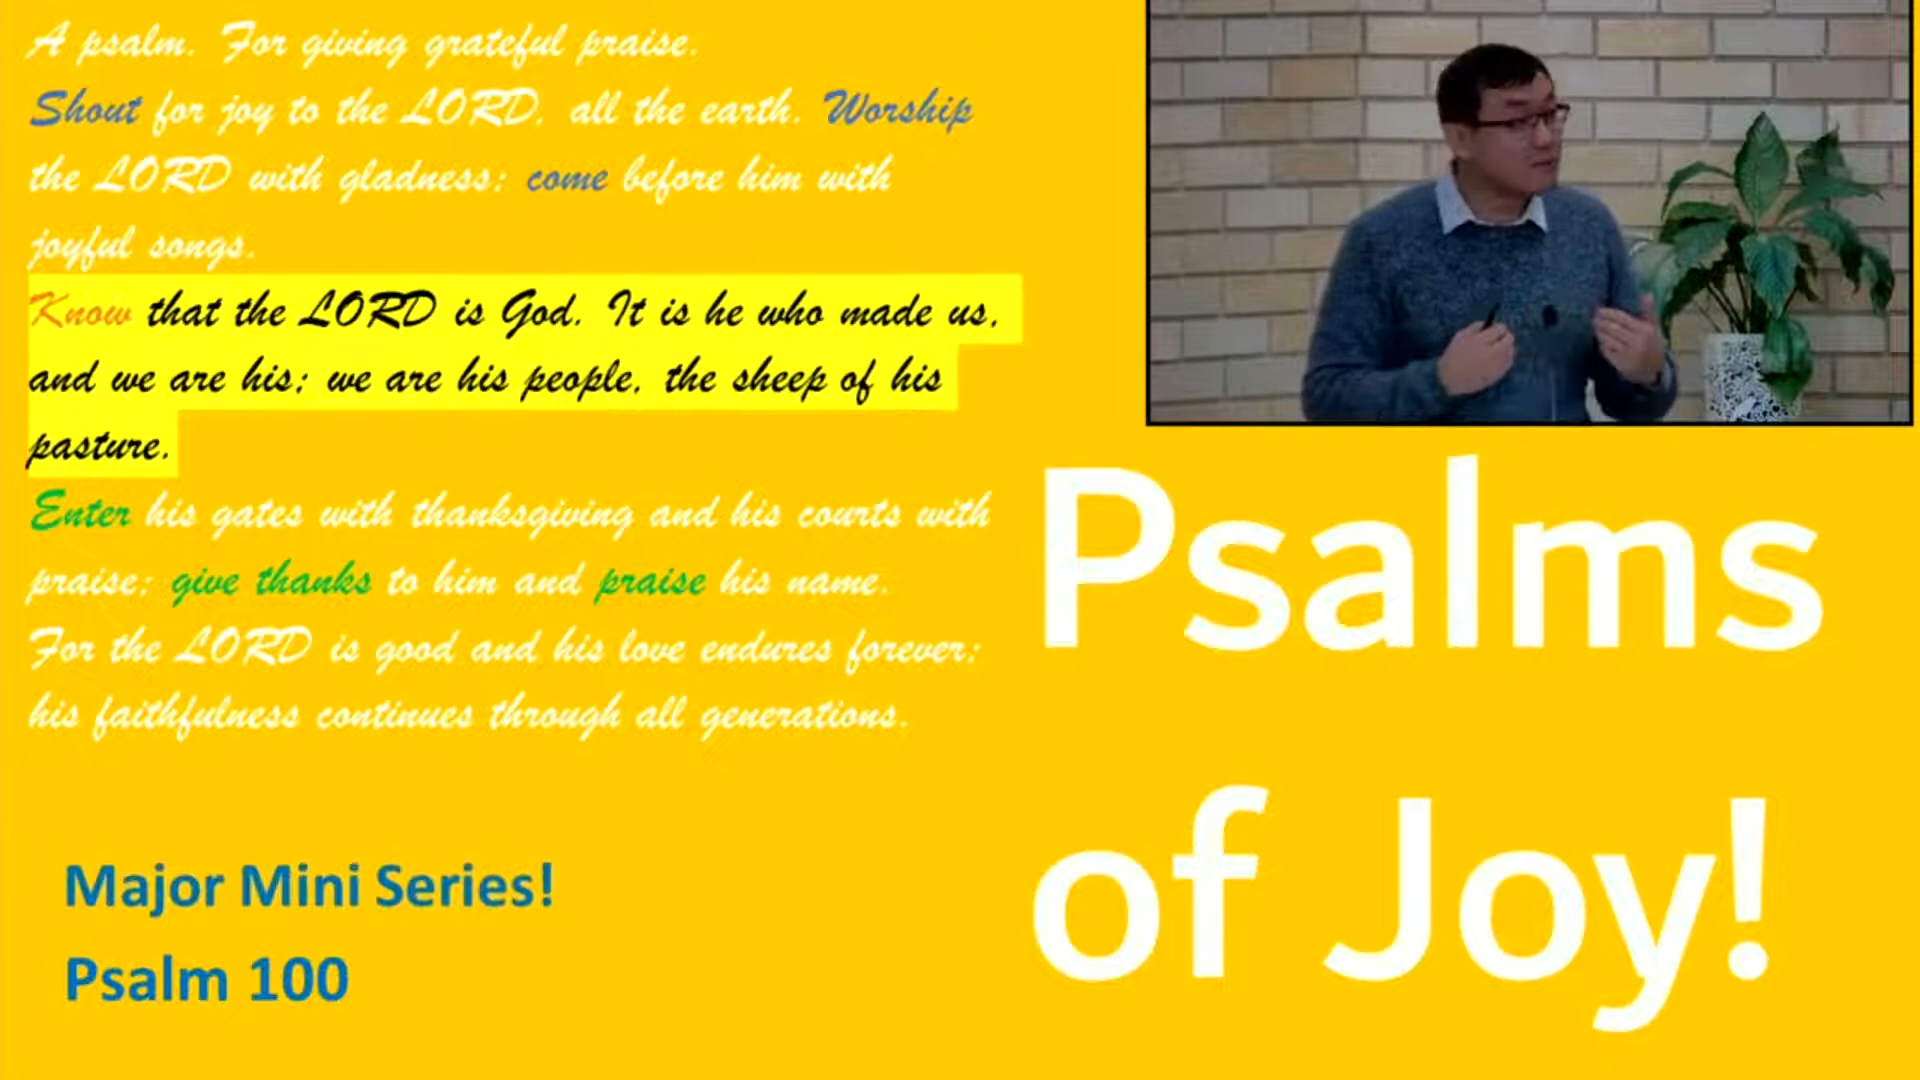 A psalm. For giving grateful praise.
Shout for joy to the LORD, all the earth. Worship
the LORD with gladness; come before him with
joyful songs.
Know that the LORD is God. It is he who made us,
and we are his; we are his people, the sheep of his
pasture.
Enter his gates with thanksgiving and his courts with
praise; give thanks to him and praise his name.
For the LORD is good and his love endures forever;
his faithfulness continues through all generations.
Major Mini Series!
Psalm 100
Psalms
of Joy!